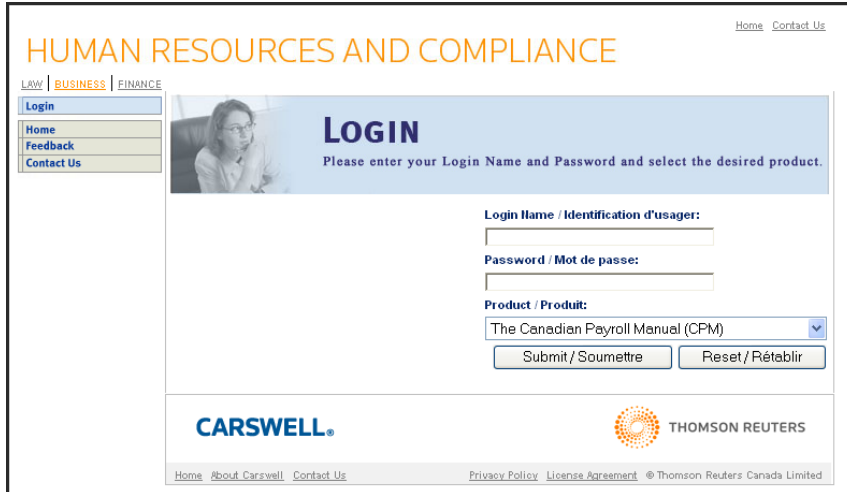 Home Contact Us
HUMAN RESOURCES AND COMPLIANCE
LAW | BUSINESS | FINANCE
Login
Home
Feedback
Contact Us
LOGIN
Please enter your Login Name and Password and select the desired product.
Login Name / Identification d'usager:
Password / Mot de passe:
Product / Produit:
The Canadian Payroll Manual (CPM)
Submit / Soumettre Reset / Rétablir
CARSWELL®
THOMSON REUTERS
Home About Carswell Contact Us Privacy Policy License Agreement © Thomson Reuters Canada Limited